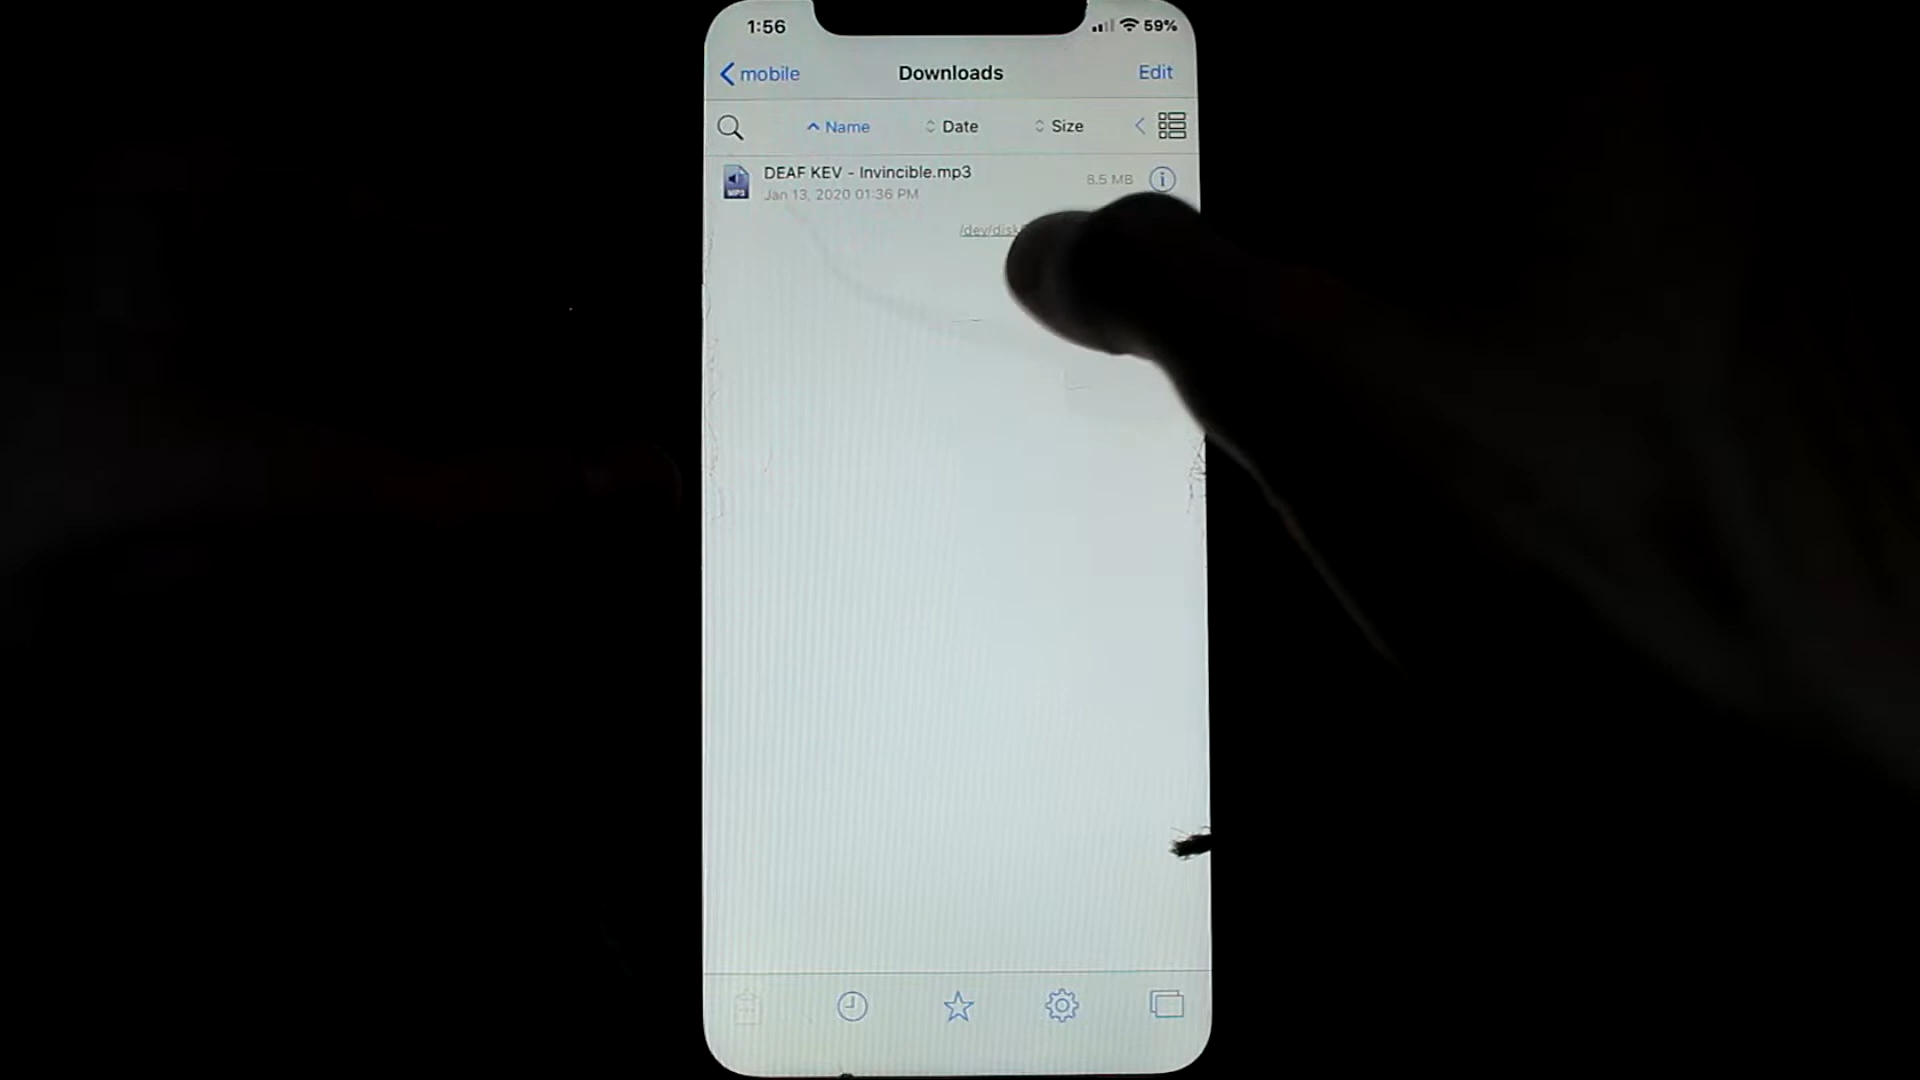 1:56
59%
mobile
Downloads
Edit
Name
Date
Size
DEAF KEV - Invincible.mp3
8.5 MB
Jan 13, 2020 01:36 PM
MP3